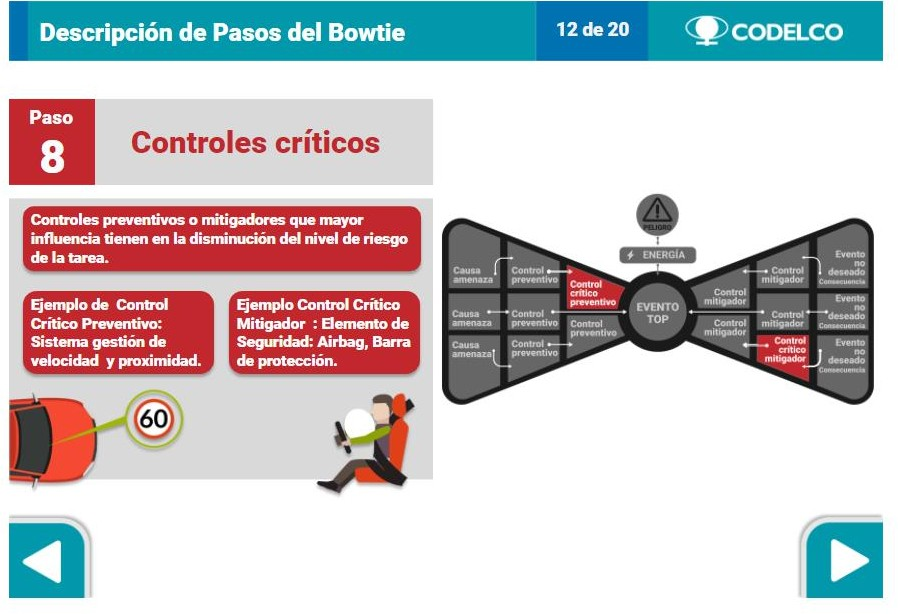 Descripción de Pasos del Bowtie
12 de 20
CODELCO
Paso
8
Controles críticos
Controles preventivos o mitigadores que mayor
influencia tienen en la disminución del nivel de riesgo
de la tarea.
Ejemplo de Control
Crítico Preventivo:
Sistema gestión de
velocidad y proximidad.
Ejemplo Control Crítico
Mitigador : Elemento de
Seguridad: Airbag, Barra
de protección.
60
PELIGRO
ENERGÍA
EVENTO
TOP
Causa
amenaza
Control
preventivo
Control
crítico
preventivo
Causa
amenaza
Control
preventivo
Control
preventivo
Causa
amenaza
Control
preventivo
Control
mitigador
Control
mitigador
Evento
no
deseado
Consecuencia
Control
mitigador
Control
mitigador
Evento
no
deseado
Consecuencia
Control
crítico
mitigador
Evento
no
deseado
Consecuencia